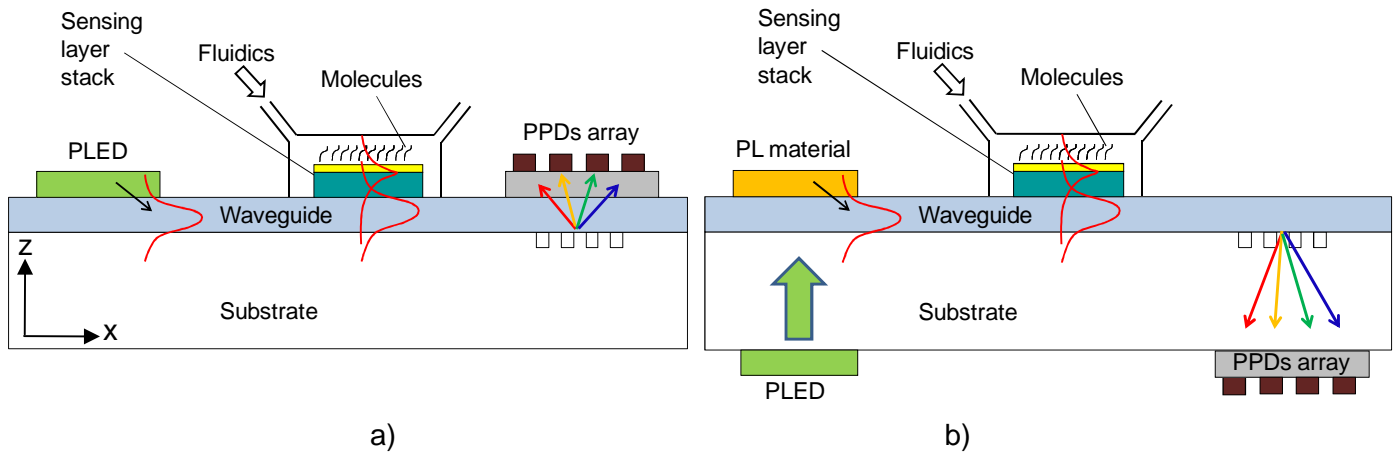 Sensing
layer
stack
Fluidics
Molecules
PPDs array
PLED
Waveguide
Z
Substrate
X
a)
Sensing
layer
stack
Fluidics
Molecules
PL material
Waveguide
Substrate
PPDs array
PLED
b)